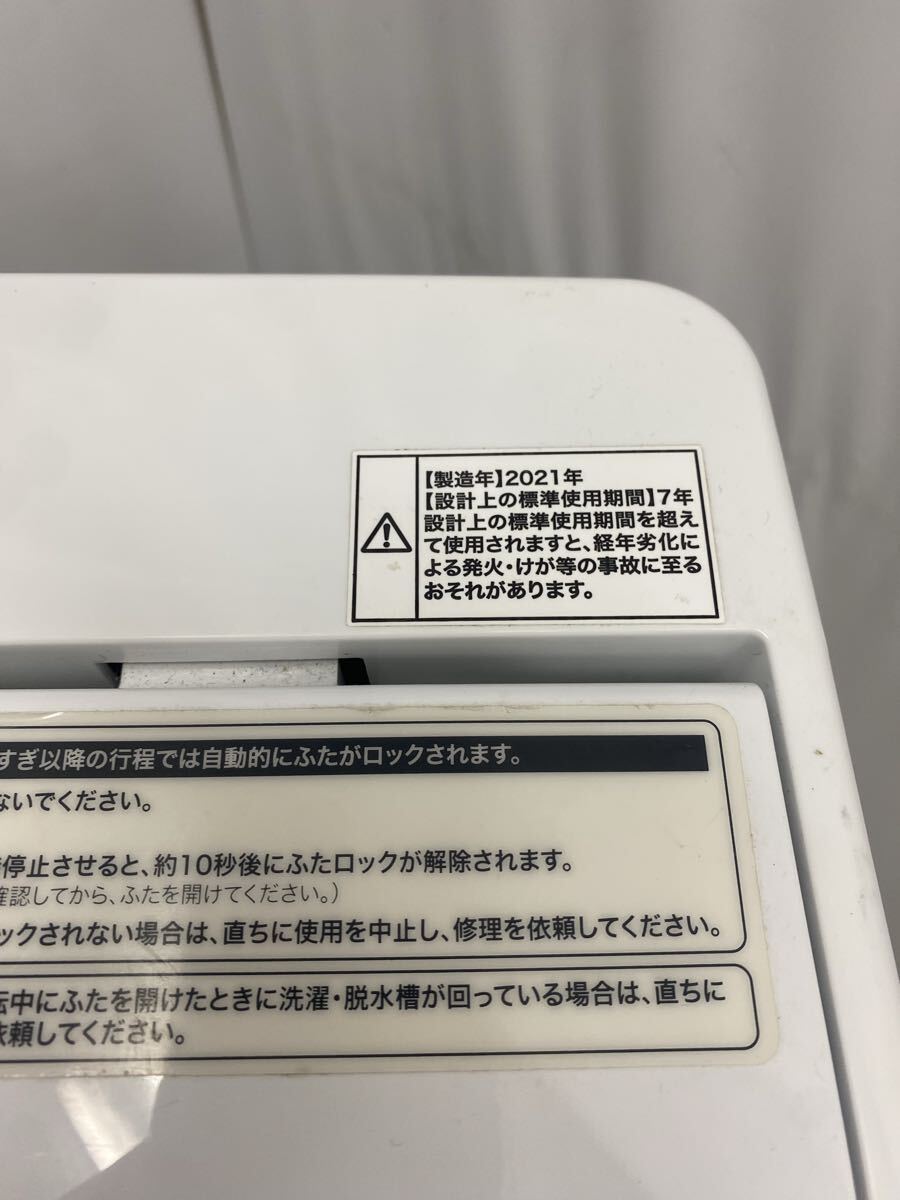 【製造年】2021年
【設計上の標準使用期間】7年
設計上の標準使用期間を超え
て使用されますと、経年劣化に
よる発火・けが等の事故に至る
おそれがあります。
すぎ以降の行程では自動的にふたがロックされます。
ないでください。
停止させると、約10秒後にふたロックが解除されます。
確認してから、ふたを開けてください。）
ックされない場合は、直ちに使用を中止し、修理を依頼してください。
転中にふたを開けたときに洗濯・脱水槽が回っている場合は、直ちに
依頼してください。